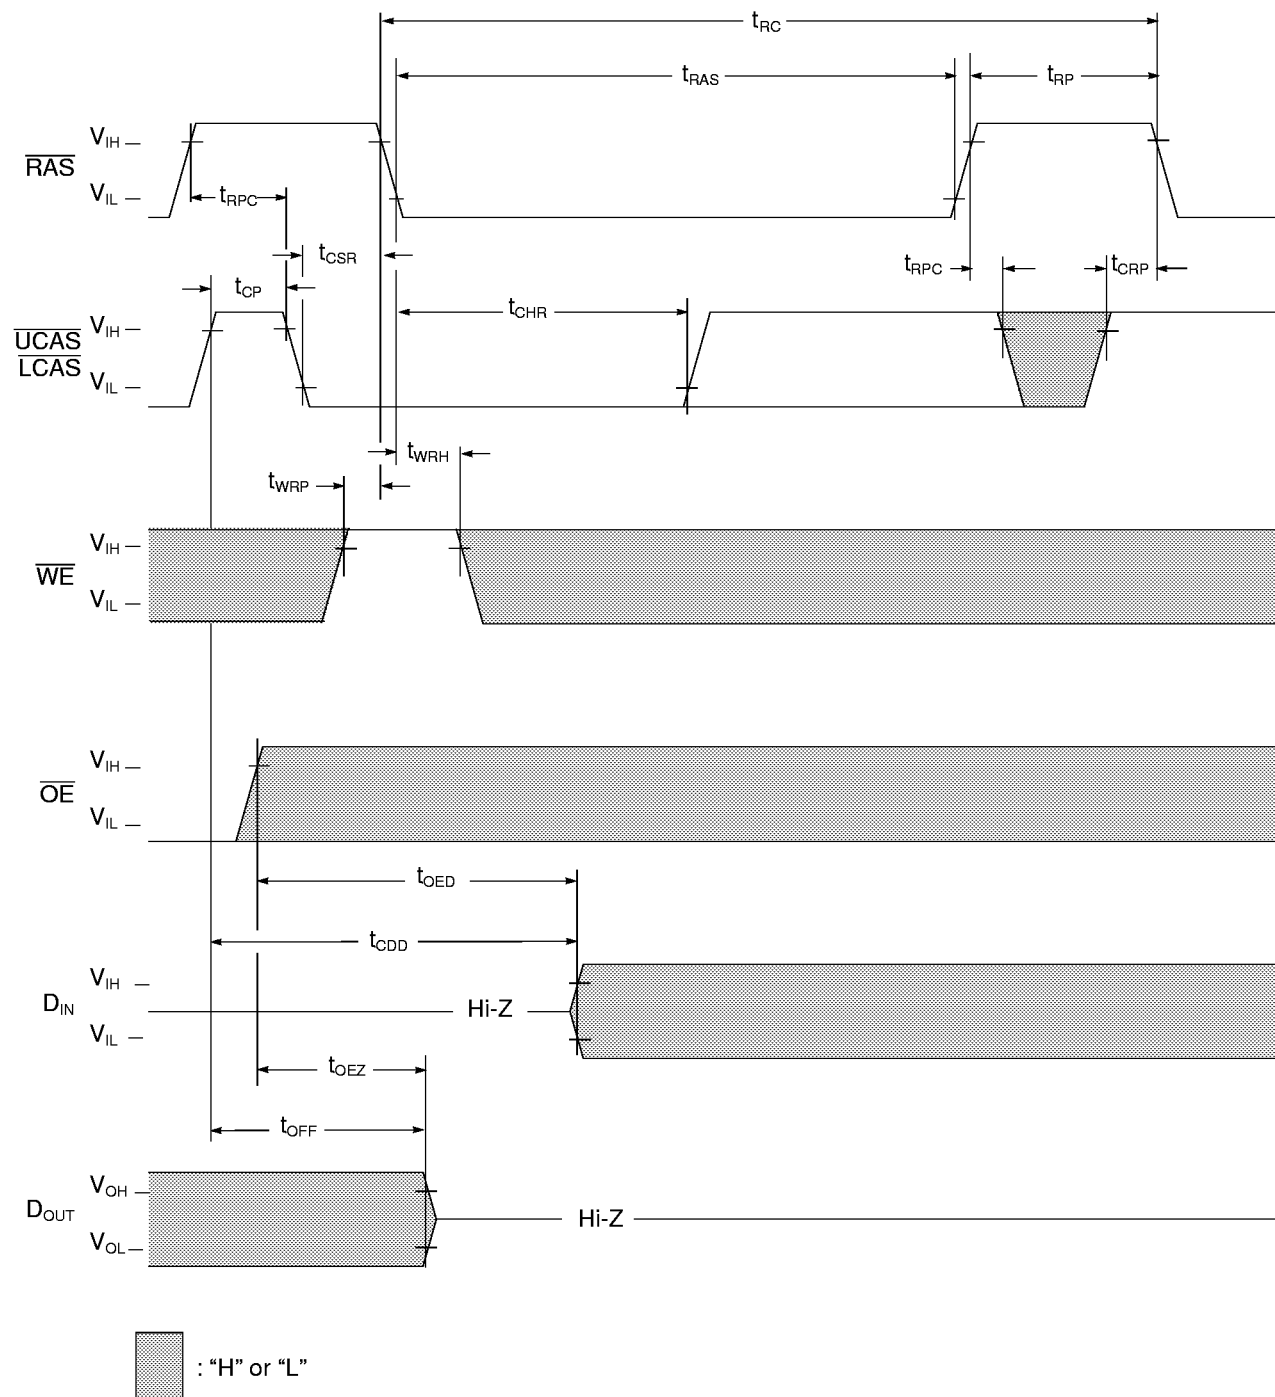 tRC
tRAS
tRP
VIH
RAS
VIL
tRPC
tCSR
tRPC
tCRP
tCP
tCHR
VIH
UCAS
LCAS
VIL
tWRH
tWRP
VIH
WE
VIL
VIH
OE
VIL
tOED
tCDD
VIH
DIN
Hi-Z
VIL
tOEZ
tOFF
VOH
DOUT
Hi-Z
VOL
: “H” or “L”